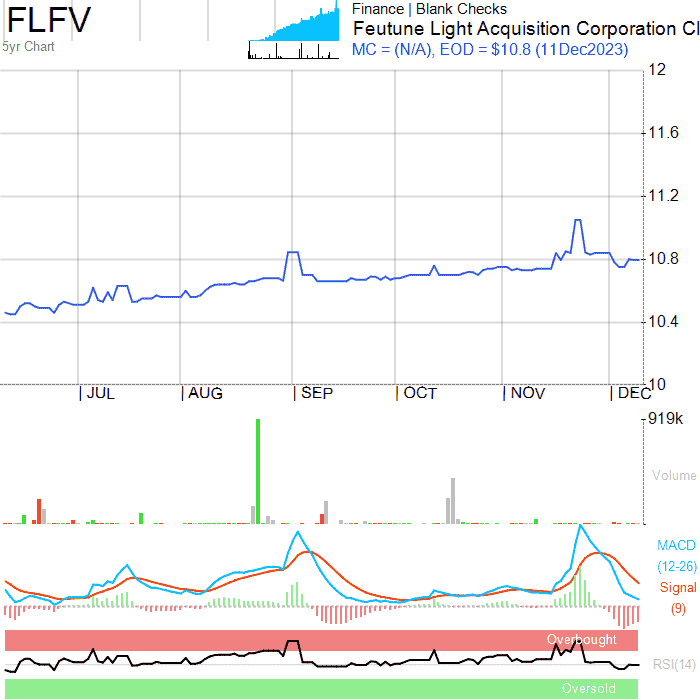 FLFV
5yr Chart
Finance | Blank Checks
Feutune Light Acquisition Corporation Cl
MC = (N/A), EOD = $10.8 (11Dec2023)
12
11.6
11.2
10.8
10.4
10
| JUL | AUG | SEP | OCT | NOV | DEC
919k
Volume
MACD
(12-26)
Signal
(9)
Overbought
RSI(14)
Oversold